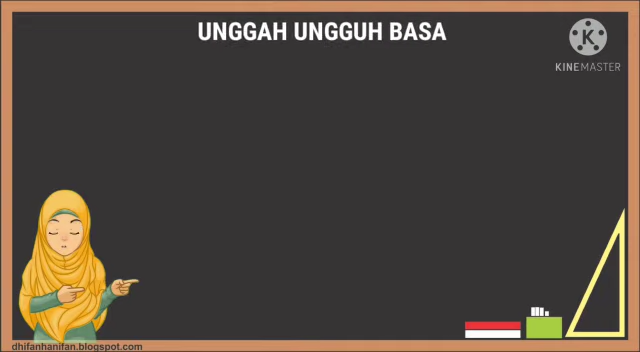 UNGGAH UNGGUH BASA
K
KINEMASTER
dhifanhanifan.blogspot.com